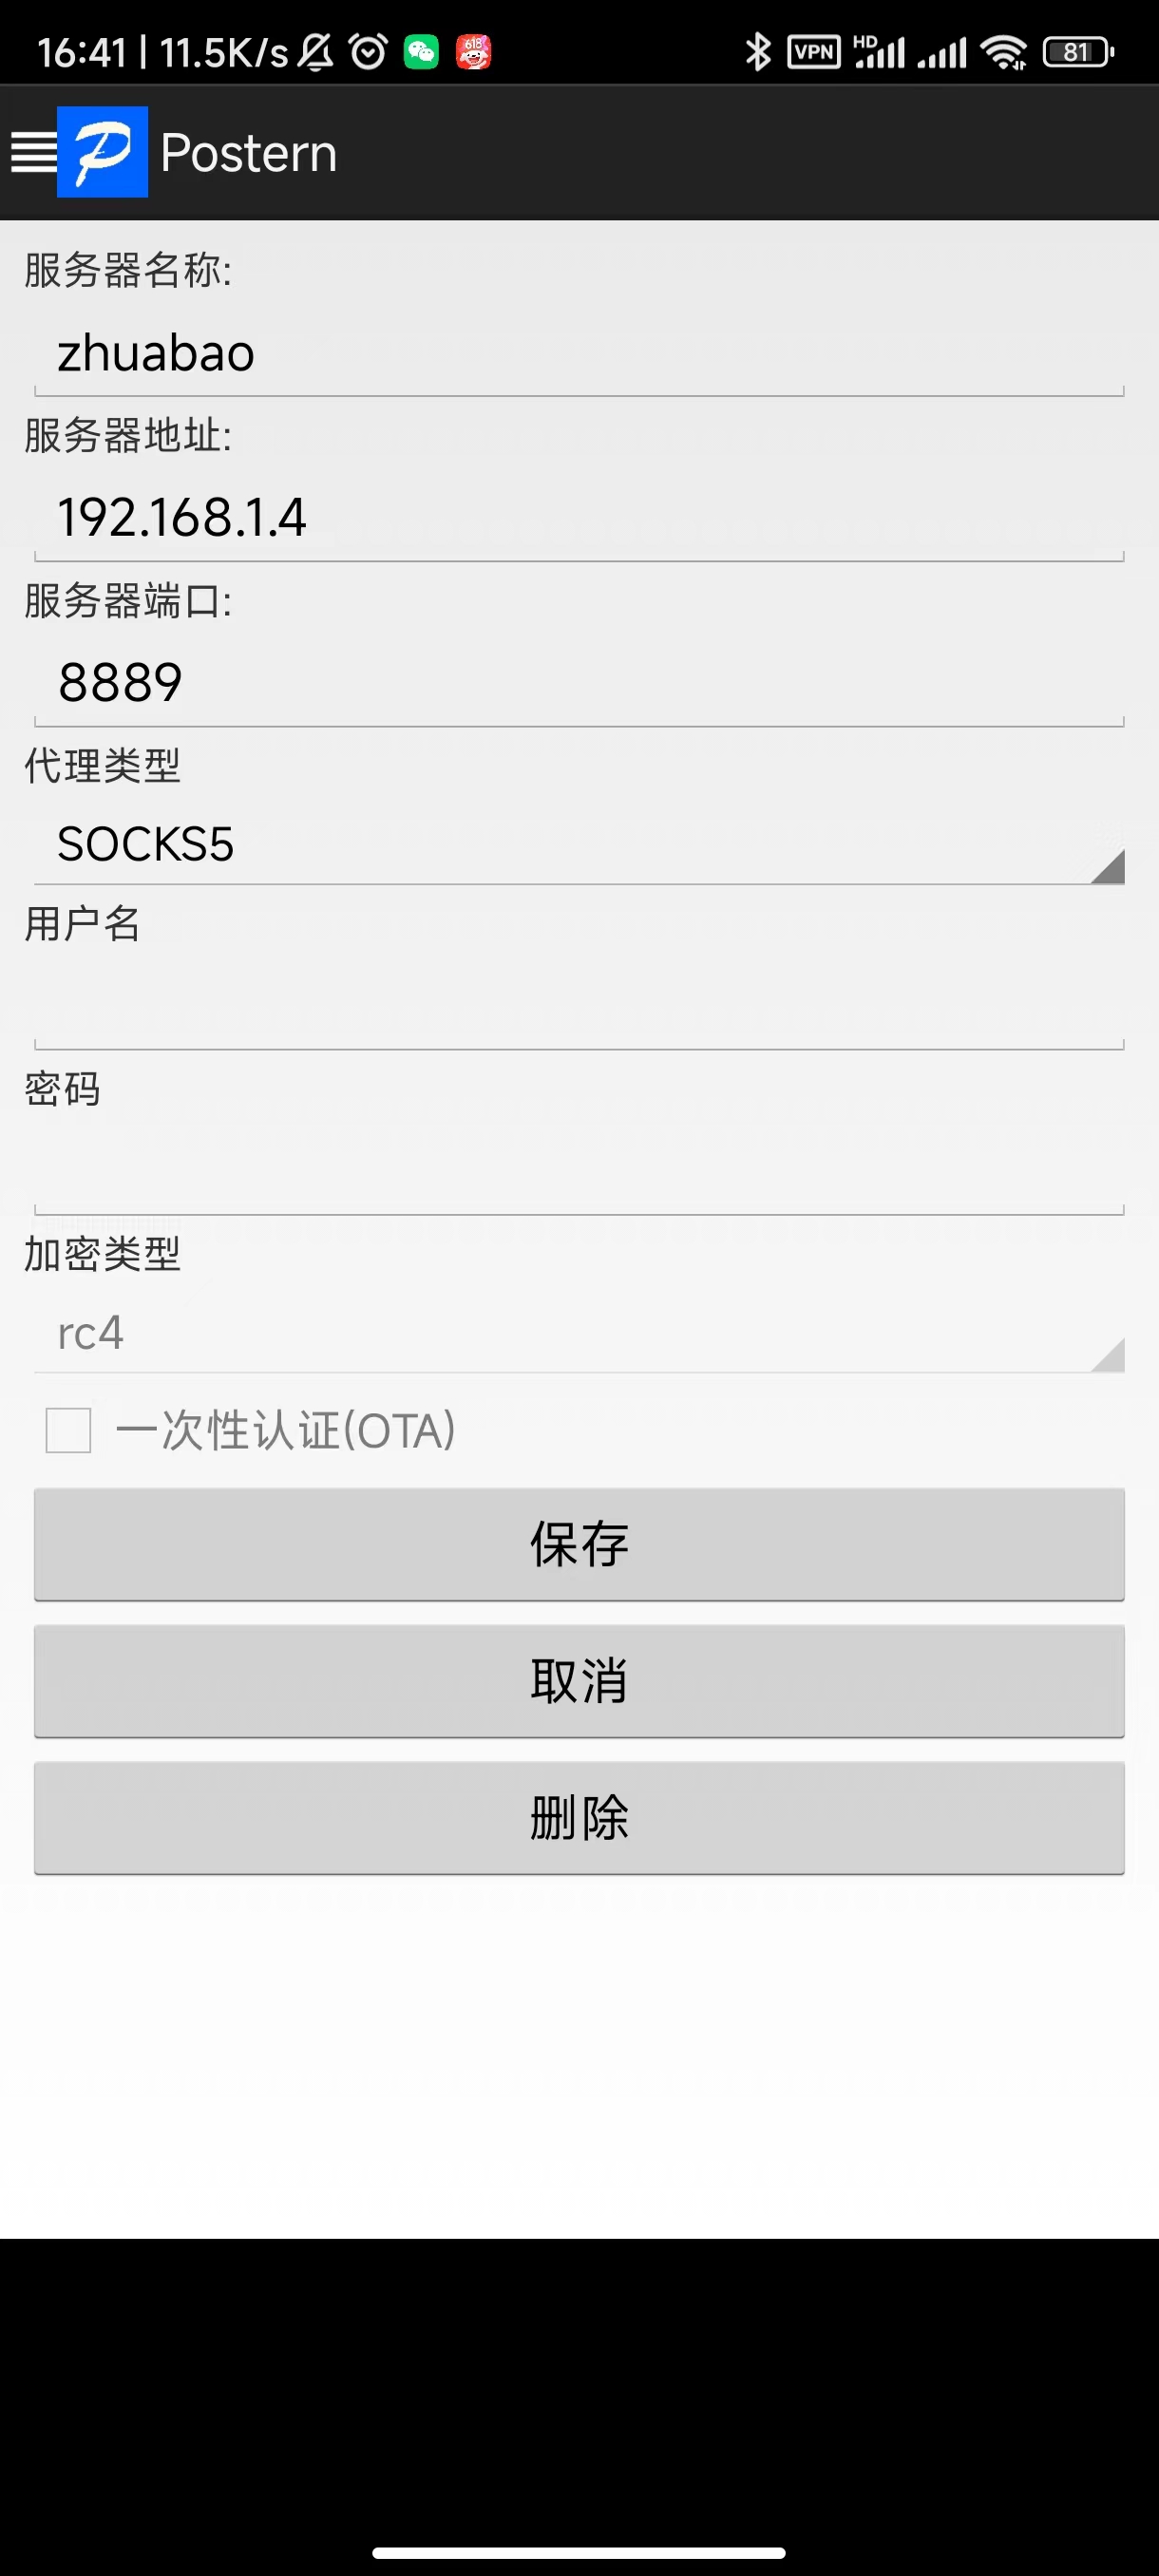 16:41 | 11.5K/s 618 VPN HD 81
Postern
服务器名称:
zhuabao
服务器地址:
192.168.1.4
服务器端口:
8889
代理类型
SOCKS5
用户名
密码
加密类型
rc4
一次性认证(OTA)
保存
取消
删除